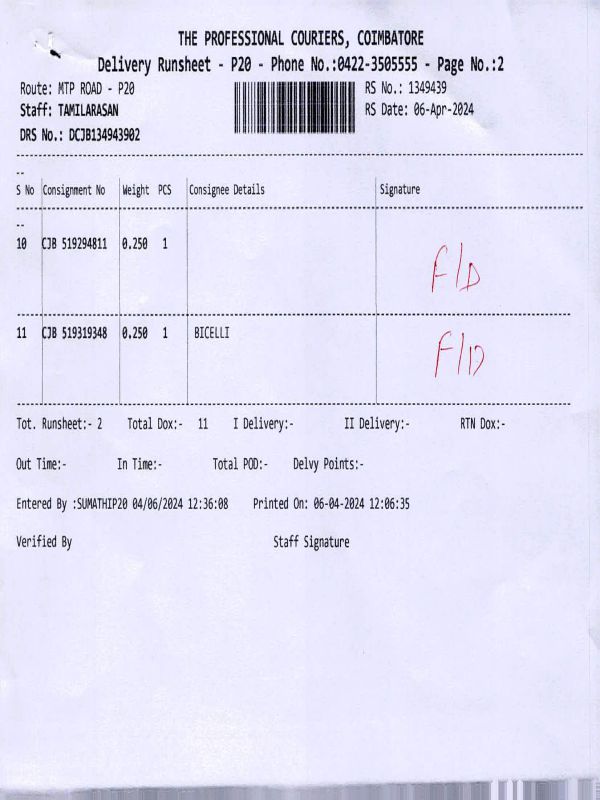 THE PROFESSIONAL COURIERS, COIMBATORE
Delivery Runsheet - P20 - Phone No.:0422-3505555 - Page No.:2
Route: MTP ROAD - P20 RS No.: 1349439
Staff: TAMILARASAN RS Date: 06-Apr-2024
DRS No.: DCJB134943902
--
S No Consignment No Weight PCS Consignee Details Signature
--
10 CJB 519294811 0.250 1 F/D
11 CJB 519319348 0.250 1 BICELLI F/D
Tot. Runsheet:- 2 Total Dox:- 11 I Delivery:- II Delivery:- RTN Dox:-
Out Time:- In Time:- Total POD:- Delvy Points:-
Entered By :SUMATHIP20 04/06/2024 12:36:08 Printed On: 06-04-2024 12:06:35
Verified By Staff Signature